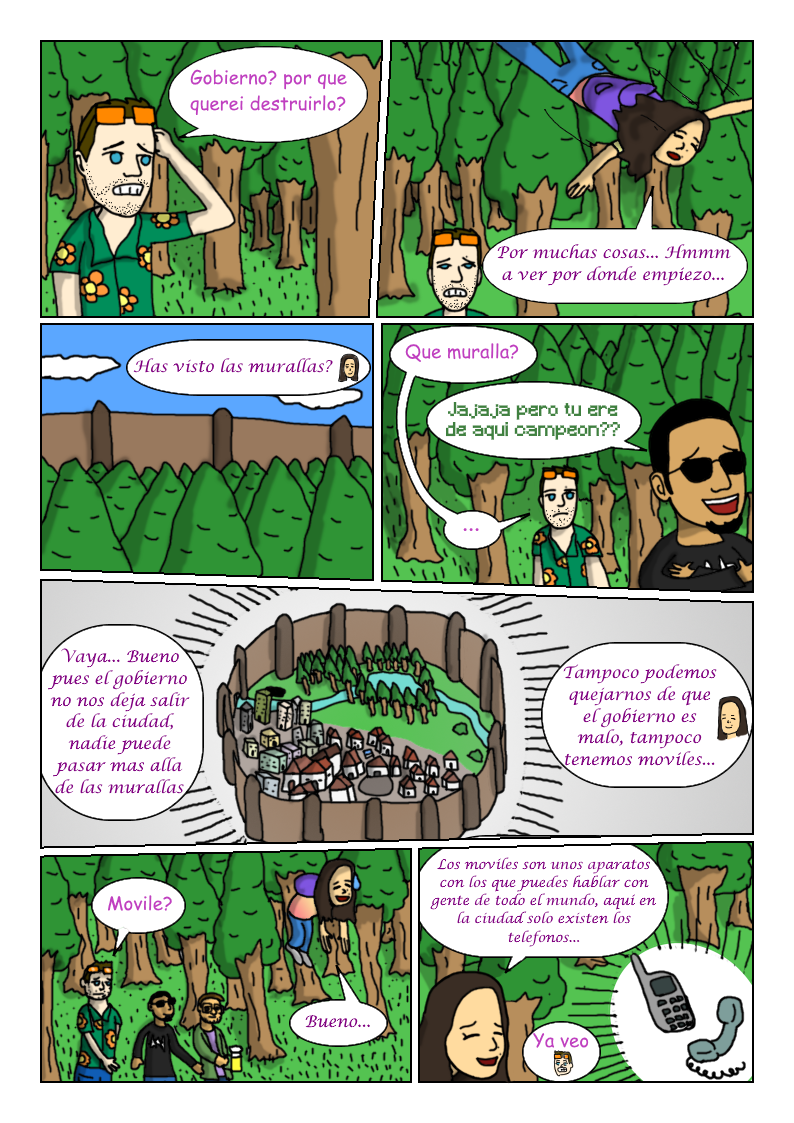 Gobierno? por que
querei destruirlo?
Por muchas cosas... Hmmm
a ver por donde empiezo...
Has visto las murallas?
Que muralla?
Ja,ja,ja pero tu ere
de aqui campeon??
...
Vaya... Bueno
pues el gobierno
no nos deja salir
de la ciudad,
nadie puede
pasar mas alla
de las murallas
Tampoco podemos
quejarnos de que
el gobierno es
malo, tampoco
tenemos moviles...
Movile?
Bueno...
Los moviles son unos aparatos
con los que puedes hablar con
gente de todo el mundo, aqui en
la ciudad solo existen los
telefonos...
Ya veo